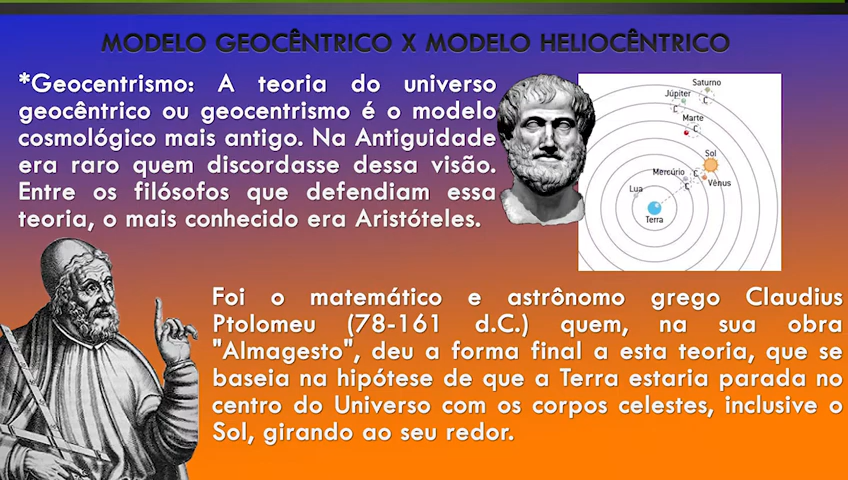 MODELO GEOCÊNTRICO X MODELO HELIOCÊNTRICO
*Geocentrismo: A teoria do universo
geocêntrico ou geocentrismo é o modelo
cosmológico mais antigo. Na Antiguidade
era raro quem discordasse dessa visão.
Entre os filósofos que defendiam essa
teoria, o mais conhecido era Aristóteles.
Saturno
Júpiter
C
C
Marte
C
Sol
Mercúrio
C
C
Vênus
Lua
Terra
Foi o matemático e astrônomo grego Claudius
Ptolomeu (78-161 d.C.) quem, na sua obra
"Almagesto", deu a forma final a esta teoria, que se
baseia na hipótese de que a Terra estaria parada no
centro do Universo com os corpos celestes, inclusive o
Sol, girando ao seu redor.